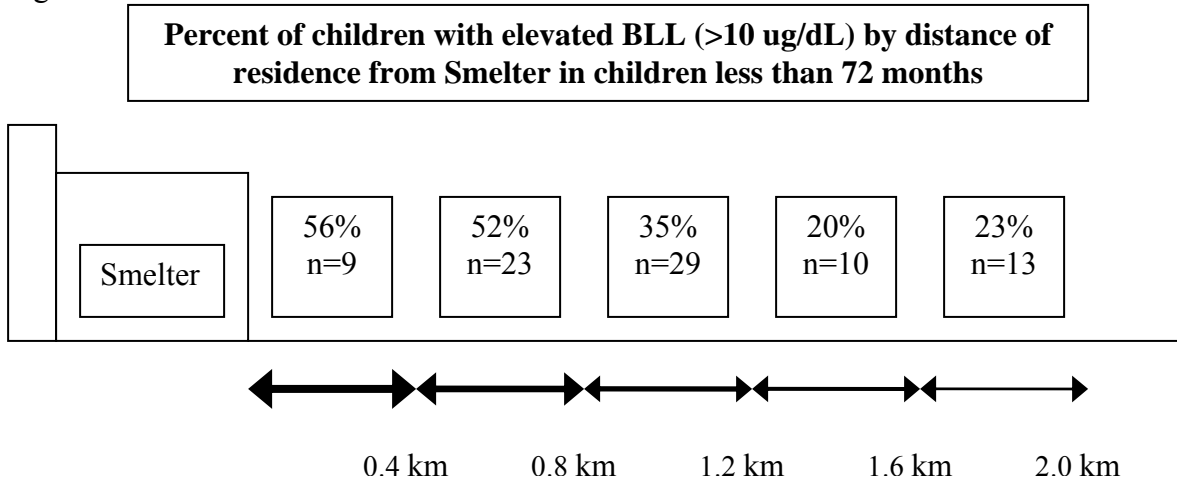 Percent of children with elevated BLL (>10 ug/dL) by distance of
residence from Smelter in children less than 72 months
Smelter
56%
n=9
52%
n=23
35%
n=29
20%
n=10
23%
n=13
0.4 km
0.8 km
1.2 km
1.6 km
2.0 km